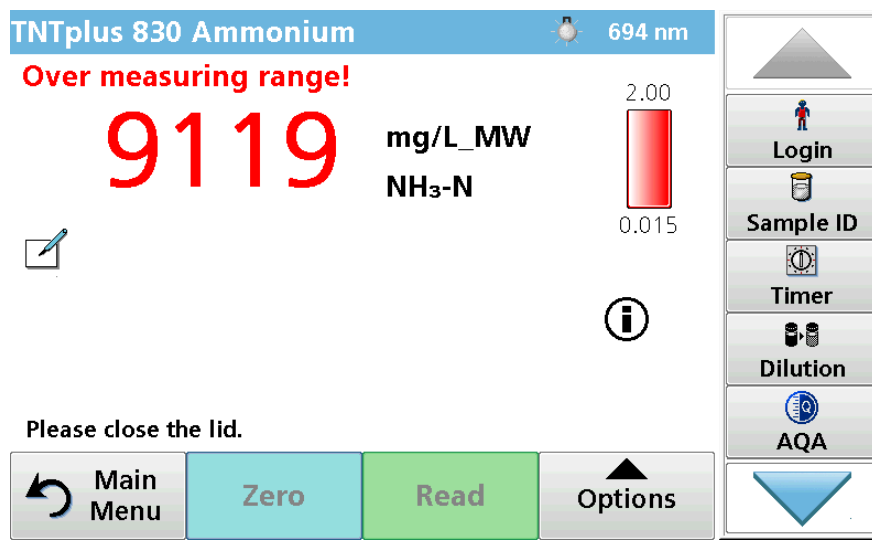 TNTplus 830 Ammonium 694 nm
Over measuring range!
2.00
9119 mg/L_MW
NH₃-N
0.015
Please close the lid.
Main Menu
Zero
Read
Options
Login
Sample ID
Timer
Dilution
AQA